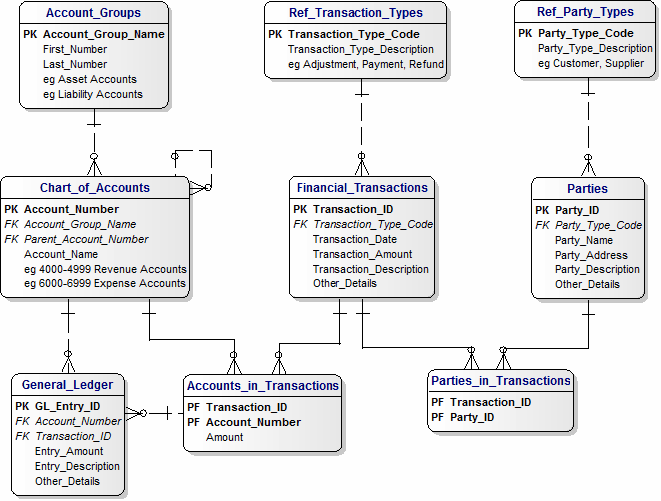 Account_Groups
PK Account_Group_Name
First_Number
Last_Number
eg Asset Accounts
eg Liability Accounts
Ref_Transaction_Types
PK Transaction_Type_Code
Transaction_Type_Description
eg Adjustment, Payment, Refund
Ref_Party_Types
PK Party_Type_Code
Party_Type_Description
eg Customer, Supplier
Chart_of_Accounts
PK Account_Number
FK Account_Group_Name
FK Parent_Account_Number
Account_Name
eg 4000-4999 Revenue Accounts
eg 6000-6999 Expense Accounts
Financial_Transactions
PK Transaction_ID
FK Transaction_Type_Code
Transaction_Date
Transaction_Amount
Transaction_Description
Other_Details
Parties
PK Party_ID
FK Party_Type_Code
Party_Name
Party_Address
Party_Description
Other_Details
General_Ledger
PK GL_Entry_ID
FK Account_Number
FK Transaction_ID
Entry_Amount
Entry_Description
Other_Details
Accounts_in_Transactions
PF Transaction_ID
PF Account_Number
Amount
Parties_in_Transactions
PF Transaction_ID
PF Party_ID